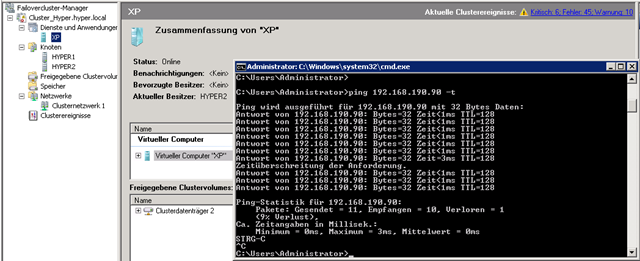 Failovercluster-Manager
Cluster_Hyper.hyper.local
Dienste und Anwendungen
XP
Knoten
HYPER1
HYPER2
Freigegebene Clustervolum
Speicher
Netzwerke
Clusternetzwerk 1
Clusterereignisse
XP
Aktuelle Clusterereignisse: Kritisch: 6; Fehler: 45; Warnung: 10
Zusammenfassung von "XP"
Status: Online
Benachrichtigungen: <Kein>
Bevorzugte Besitzer: <Kein>
Aktueller Besitzer: HYPER2
Name
Virtueller Computer
Virtueller Computer "XP"
Freigegebene Clustervolumes:
Name
Clusterdatenträger 2
Administrator: C:\Windows\system32\cmd.exe
C:\Users\Administrator>
C:\Users\Administrator>ping 192.168.190.90 -t
Ping wird ausgeführt für 192.168.190.90 mit 32 Bytes Daten:
Antwort von 192.168.190.90: Bytes=32 Zeit<1ms TTL=128
Antwort von 192.168.190.90: Bytes=32 Zeit<1ms TTL=128
Antwort von 192.168.190.90: Bytes=32 Zeit<1ms TTL=128
Antwort von 192.168.190.90: Bytes=32 Zeit<1ms TTL=128
Antwort von 192.168.190.90: Bytes=32 Zeit<1ms TTL=128
Antwort von 192.168.190.90: Bytes=32 Zeit<1ms TTL=128
Antwort von 192.168.190.90: Bytes=32 Zeit=3ms TTL=128
Zeitüberschreitung der Anforderung.
Antwort von 192.168.190.90: Bytes=32 Zeit<1ms TTL=128
Antwort von 192.168.190.90: Bytes=32 Zeit<1ms TTL=128
Antwort von 192.168.190.90: Bytes=32 Zeit<1ms TTL=128
Ping-Statistik für 192.168.190.90:
Pakete: Gesendet = 11, Empfangen = 10, Verloren = 1
(9% Verlust),
Ca. Zeitangaben in Millisek.:
Minimum = 0ms, Maximum = 3ms, Mittelwert = 0ms
STRG-C
^C
C:\Users\Administrator>